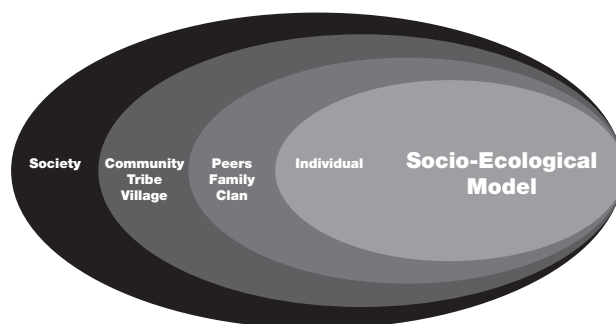 Society
Community
Tribe
Village
Peers
Family
Clan
Individual
Socio-Ecological
Model